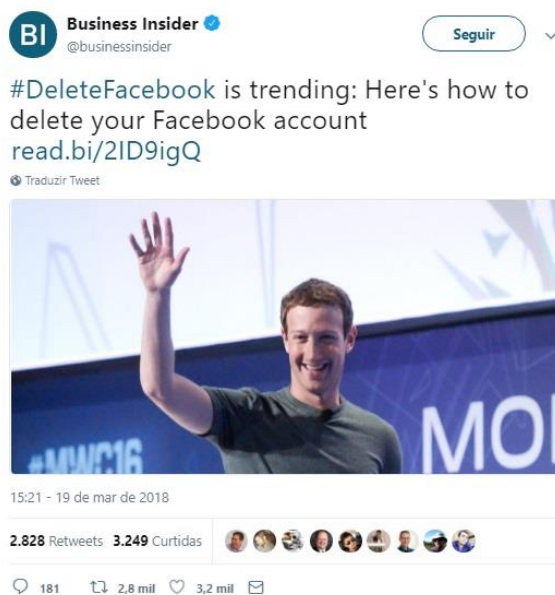 BI
Business Insider
@businessinsider
Seguir
#DeleteFacebook is trending: Here's how to
delete your Facebook account
read.bi/2ID9igQ
Traduzir Tweet
#MWC16
15:21 - 19 de mar de 2018
2.828 Retweets 3.249 Curtidas
181 2,8 mil 3,2 mil